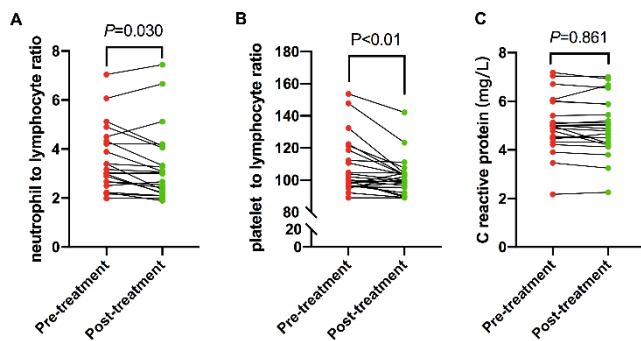 A
P=0.030
neutrophil to lymphocyte ratio
8
6
4
2
0
Pre-treatment
Post-treatment
B
P<0.01
platelet to lymphocyte ratio
180
160
140
120
100
80
20
0
Pre-treatment
Post-treatment
C
P=0.861
C reactive protein (mg/L)
8
6
4
2
0
Pre-treatment
Post-treatment